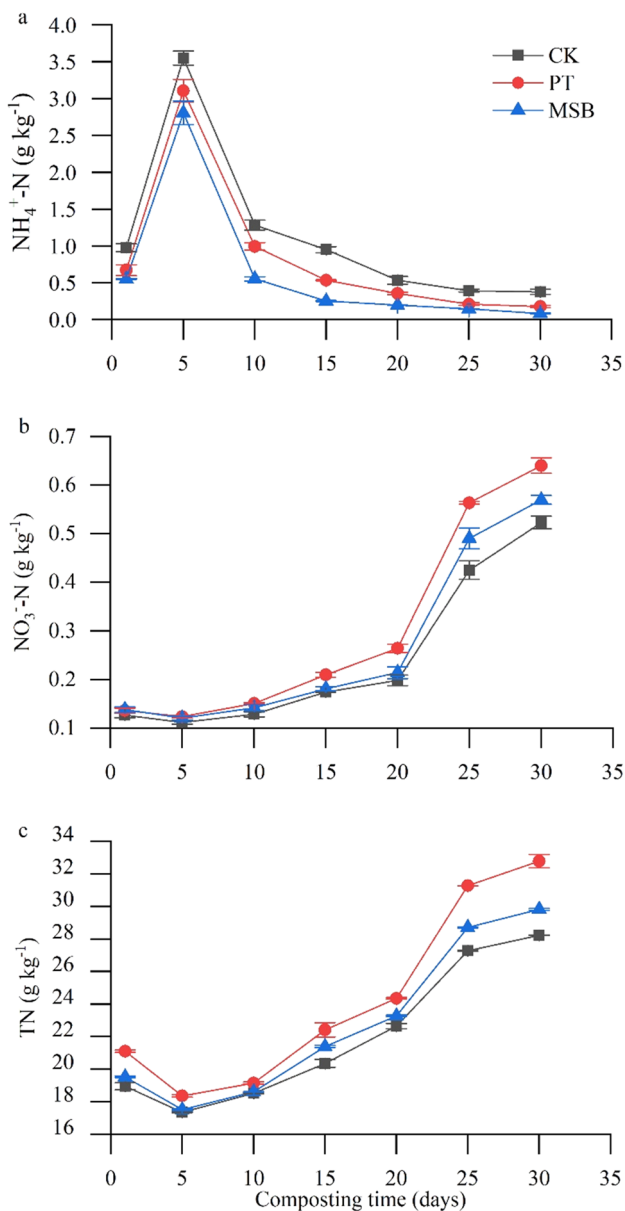 a
4.0
3.5
3.0
2.5
2.0
1.5
1.0
0.5
0.0
NH₄⁺-N (g kg⁻¹)
CK
PT
MSB
0 5 10 15 20 25 30 35
b
0.7
0.6
0.5
0.4
0.3
0.2
0.1
NO₃⁻-N (g kg⁻¹)
0 5 10 15 20 25 30 35
c
34
32
30
28
26
24
22
20
18
16
TN (g kg⁻¹)
0 5 10 15 20 25 30 35
Composting time (days)